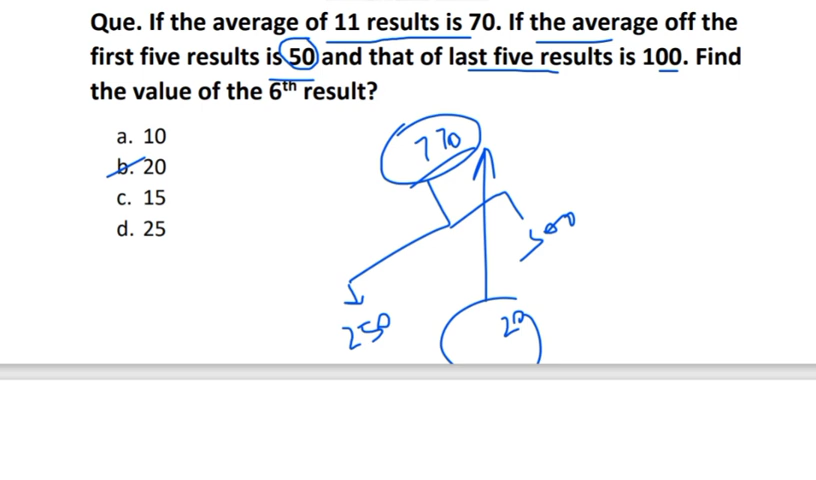 Que. If the average of 11 results is 70. If the average off the
first five results is 50 and that of last five results is 100. Find
the value of the 6th result?
a. 10
b. 20
c. 15
d. 25
770
500
250
20